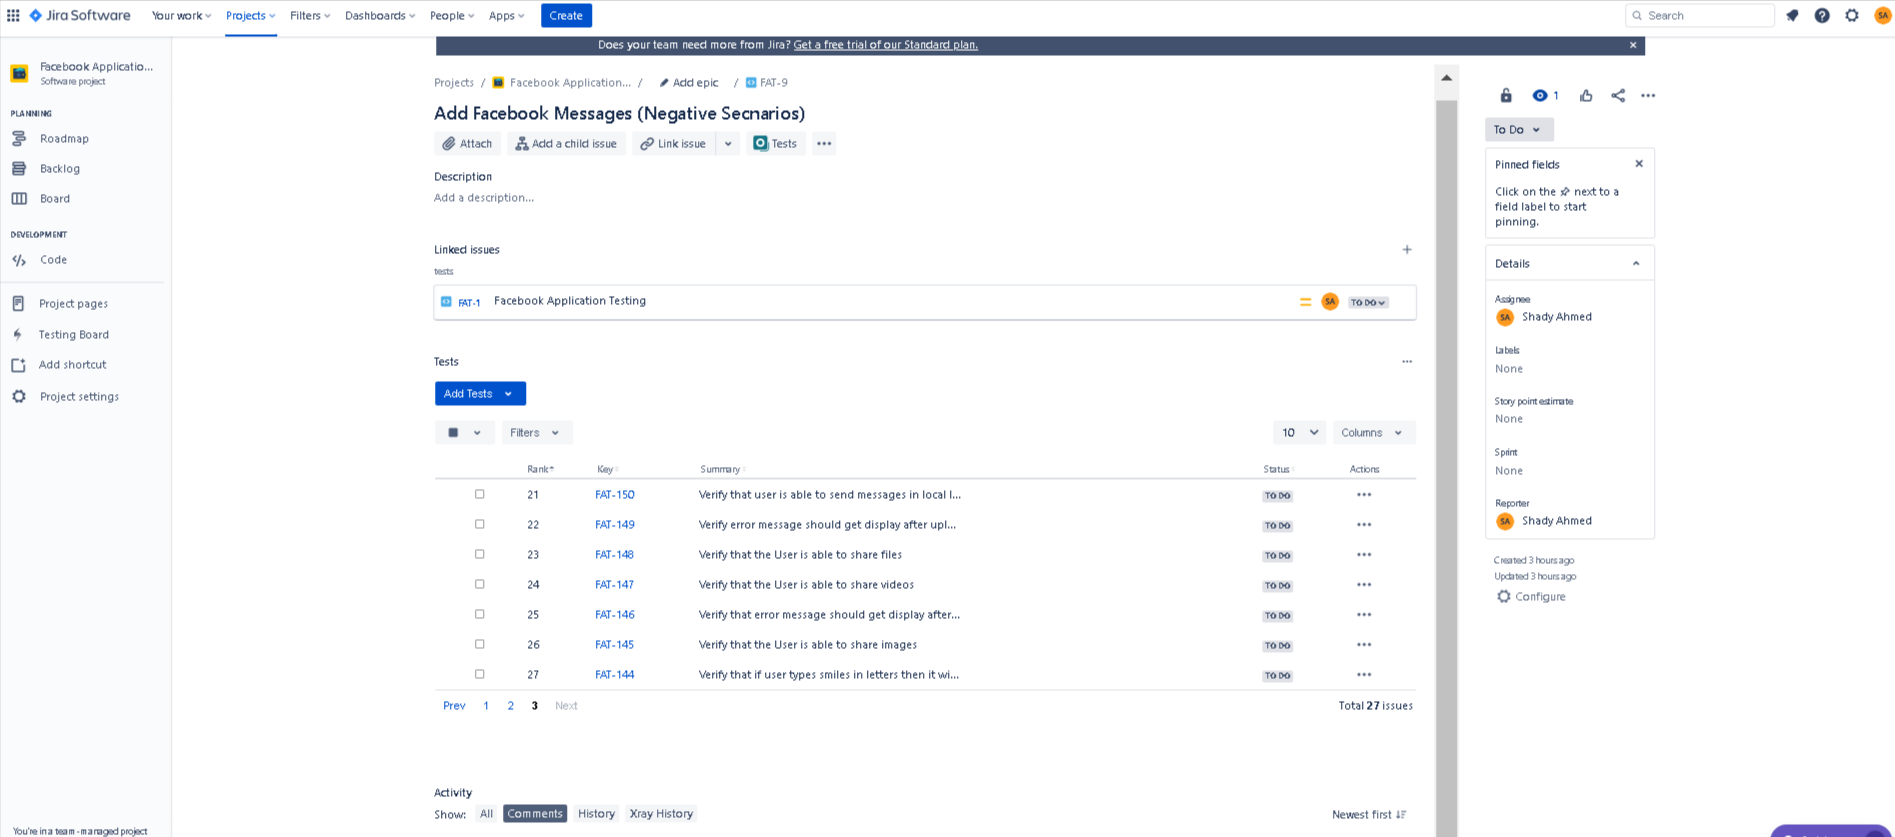 Jira Software Your work Projects Filters Dashboards People Apps Create Search SA
Does your team need more from Jira? Get a free trial of our Standard plan.
Facebook Applicatio...
Software project
PLANNING
Roadmap
Backlog
Board
DEVELOPMENT
Code
Project pages
Testing Board
Add shortcut
Project settings
You're in a team-managed project
Projects / Facebook Application... / Add epic / FAT-9
Add Facebook Messages (Negative Secnarios)
Attach Add a child issue Link issue Tests
Description
Add a description...
Linked issues
tests
FAT-1 Facebook Application Testing SA TO DO
Tests
Add Tests
Filters 10 Columns
Rank Key Summary Status Actions
21 FAT-150 Verify that user is able to send messages in local l... TO DO
22 FAT-149 Verify error message should get display after upl... TO DO
23 FAT-148 Verify that the User is able to share files TO DO
24 FAT-147 Verify that the User is able to share videos TO DO
25 FAT-146 Verify that error message should get display after... TO DO
26 FAT-145 Verify that the User is able to share images TO DO
27 FAT-144 Verify that if user types smiles in letters then it wi... TO DO
Prev 1 2 3 Next Total 27 issues
Activity
Show: All Comments History Xray History Newest first
1
To Do
Pinned fields
Click on the next to a
field label to start
pinning.
Details
Assignee
SA Shady Ahmed
Labels
None
Story point estimate
None
Sprint
None
Reporter
SA Shady Ahmed
Created 3 hours ago
Updated 3 hours ago
Configure